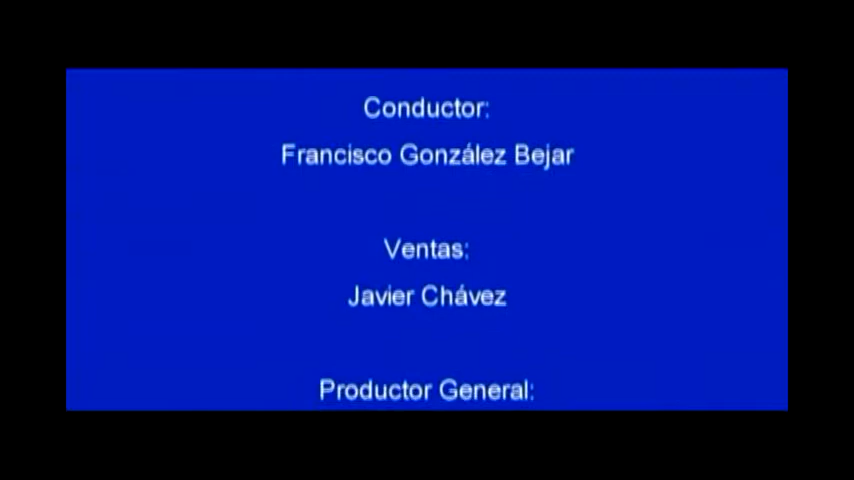 Conductor:
Francisco González Bejar
Ventas:
Javier Chávez
Productor General: